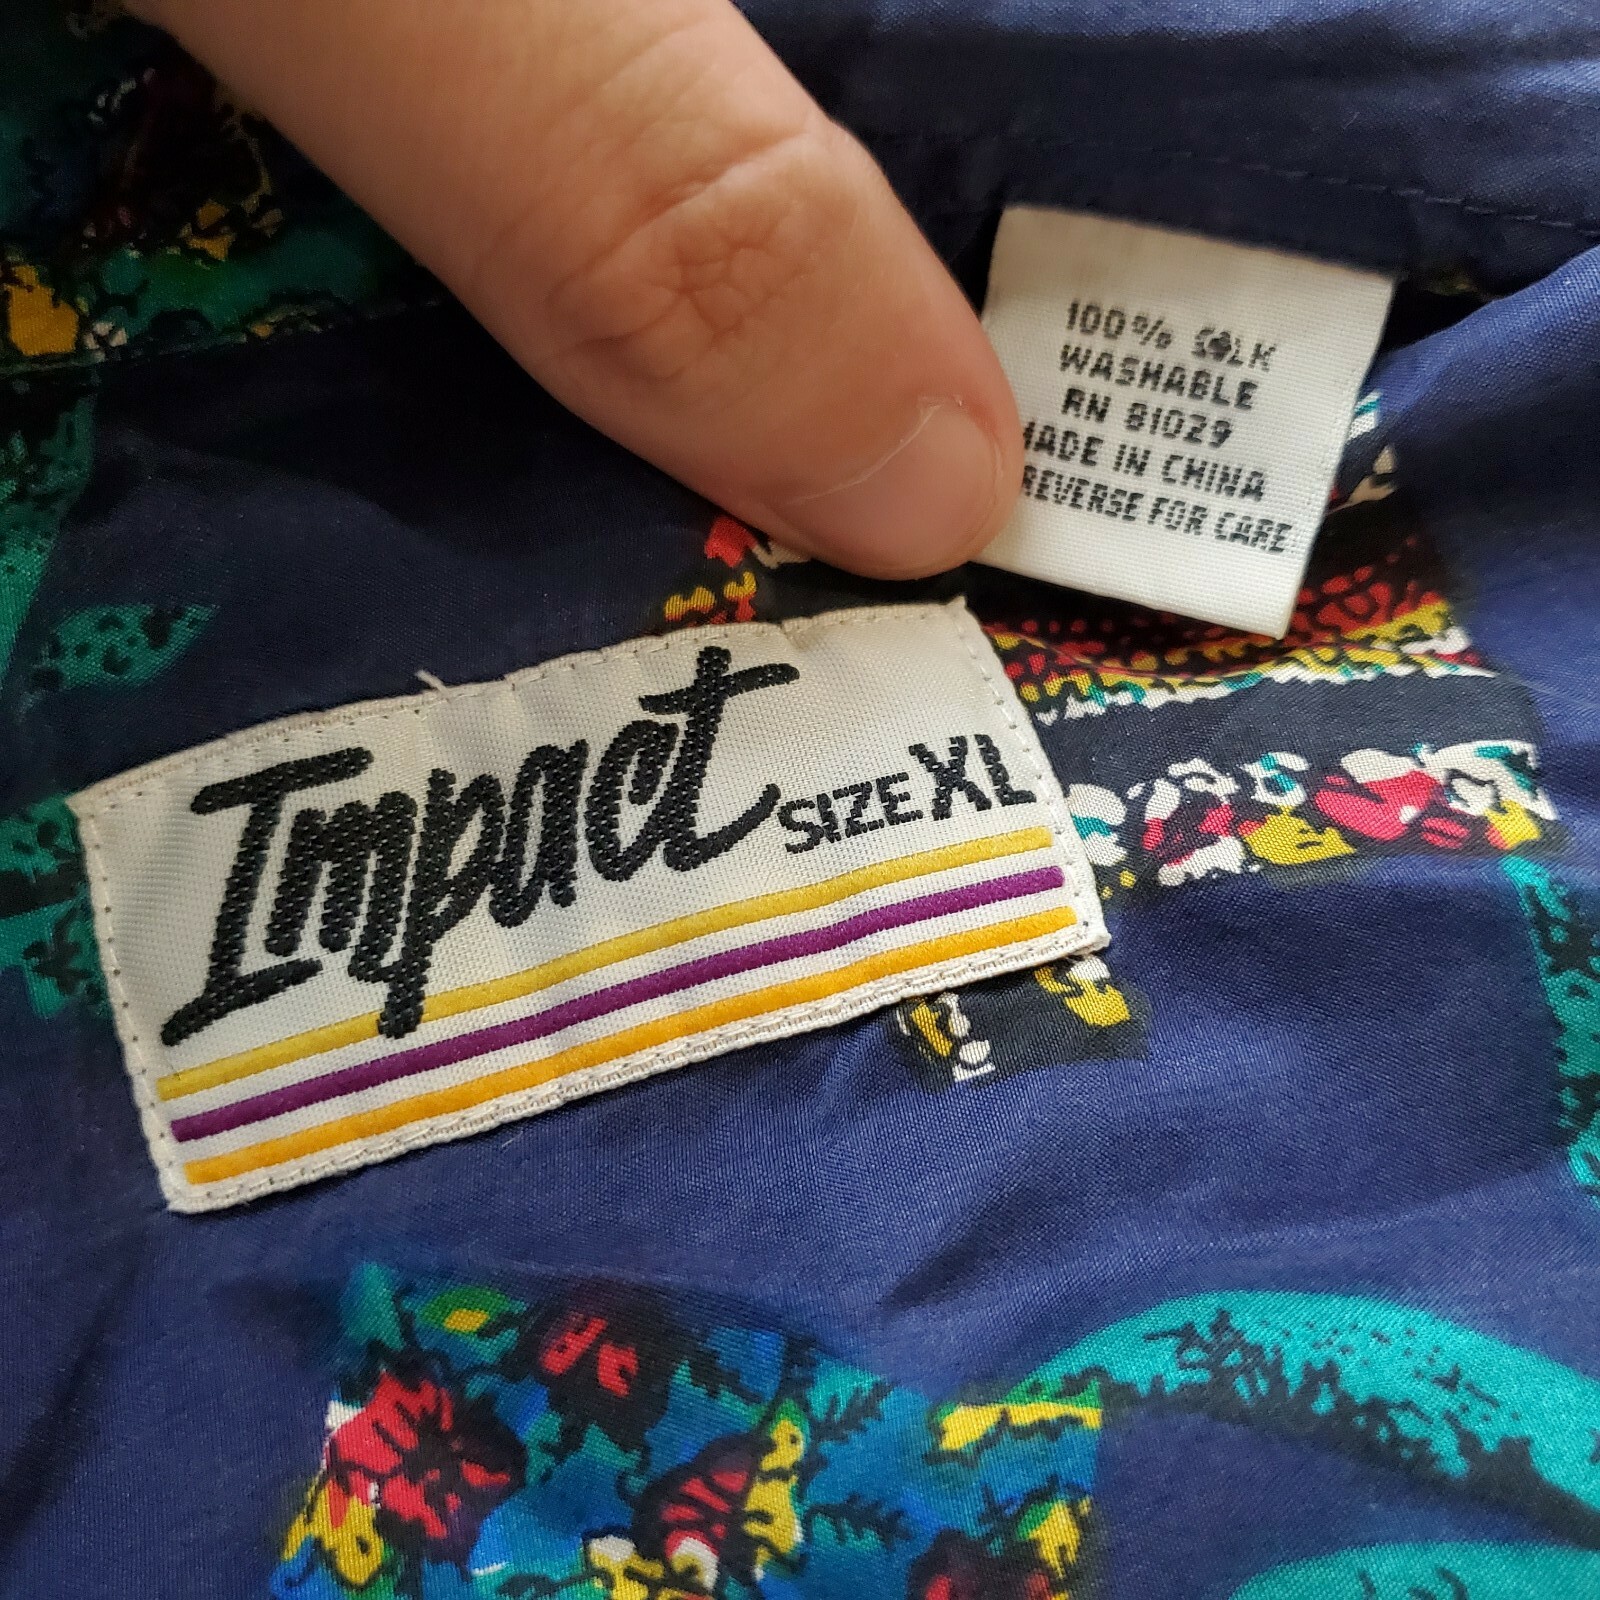 100% SILK
WASHABLE
RN 81029
MADE IN CHINA
REVERSE FOR CARE
Impact
SIZE XL